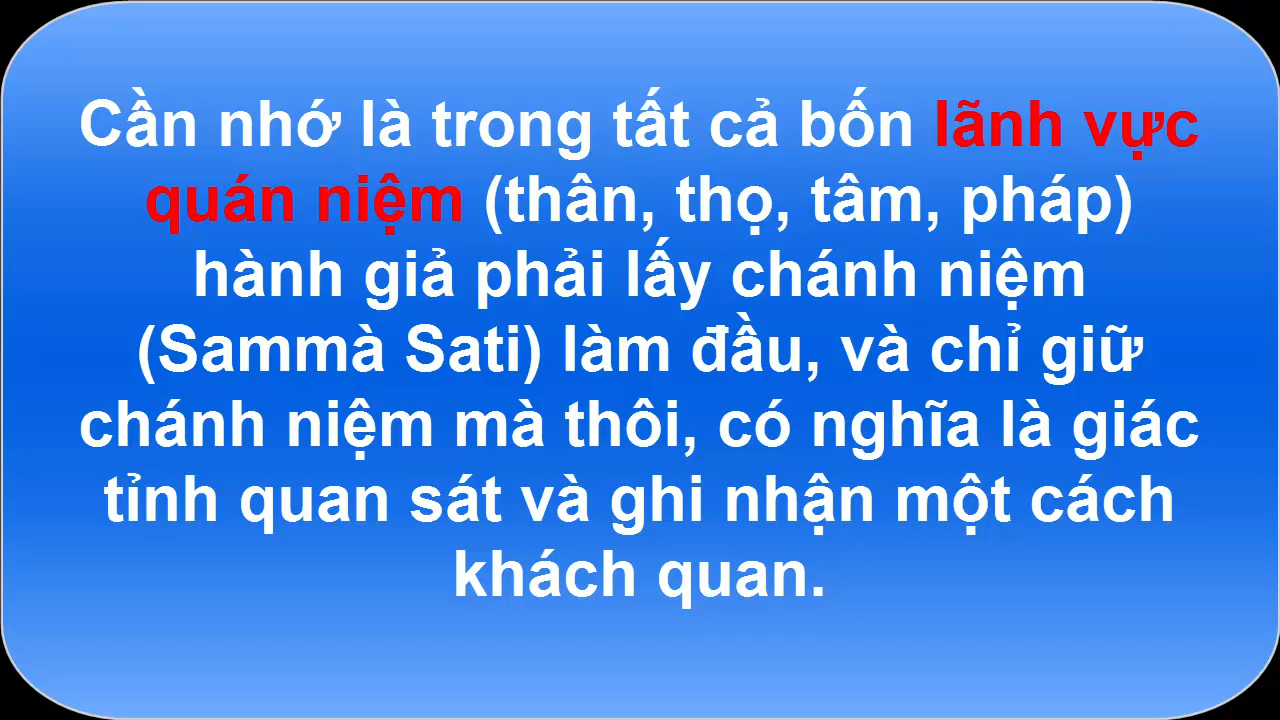 Cần nhớ là trong tất cả bốn lãnh vực
quán niệm (thân, thọ, tâm, pháp)
hành giả phải lấy chánh niệm
(Sammà Sati) làm đầu, và chỉ giữ
chánh niệm mà thôi, có nghĩa là giác
tỉnh quan sát và ghi nhận một cách
khách quan.